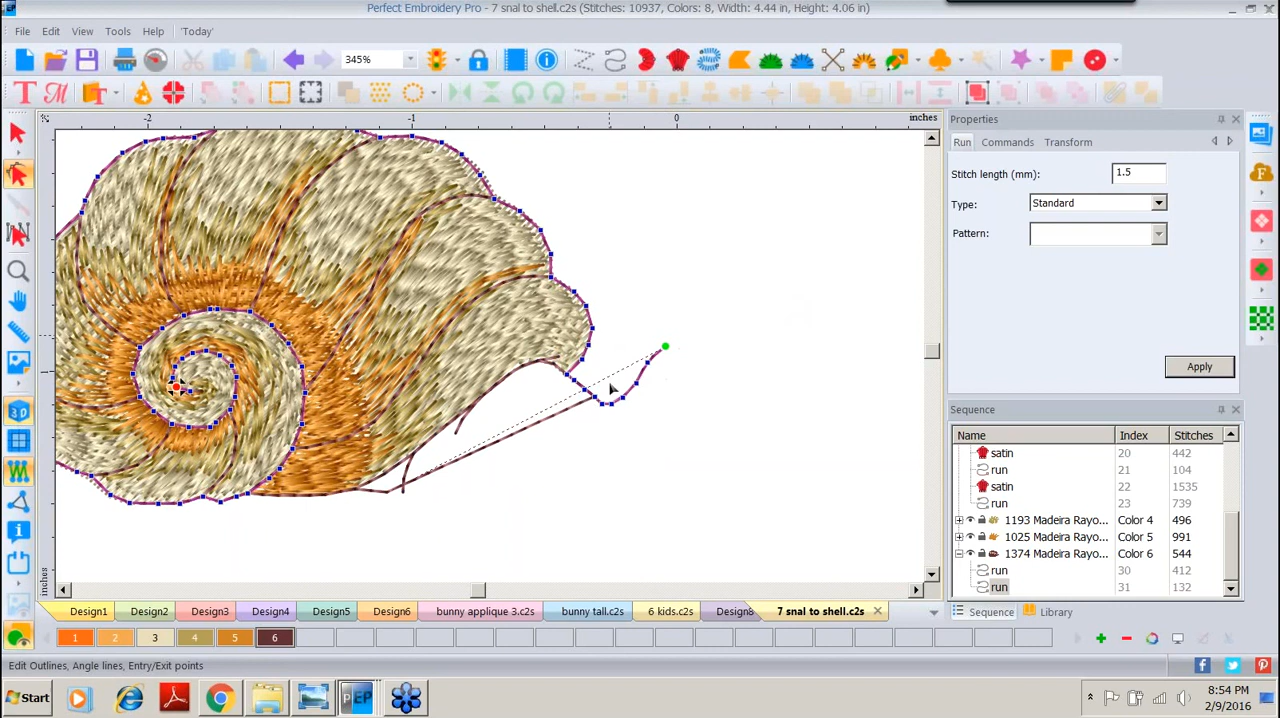 Perfect Embroidery Pro - 7 snal to shell.c2s (Stitches: 10937, Colors: 8, Width: 4.44 in, Height: 4.06 in)
File Edit View Tools Help 'Today'
345%
-2 -1 0 inches
inches
Properties
Run Commands Transform
Stitch length (mm): 1.5
Type: Standard
Pattern:
Apply
Sequence
Name Index Stitches
satin 20 442
run 21 104
satin 22 1535
run 23 739
1193 Madeira Rayo... Color 4 496
1025 Madeira Rayo... Color 5 991
1374 Madeira Rayo... Color 6 544
run 30 412
run 31 132
Sequence Library
Design1 Design2 Design3 Design4 Design5 Design6 bunny applique 3.c2s bunny tall.c2s 6 kids.c2s Design8 7 snal to shell.c2s
1 2 3 4 5 6
Edit Outlines, Angle lines, Entry/Exit points
Start
PEP
8:54 PM
2/9/2016